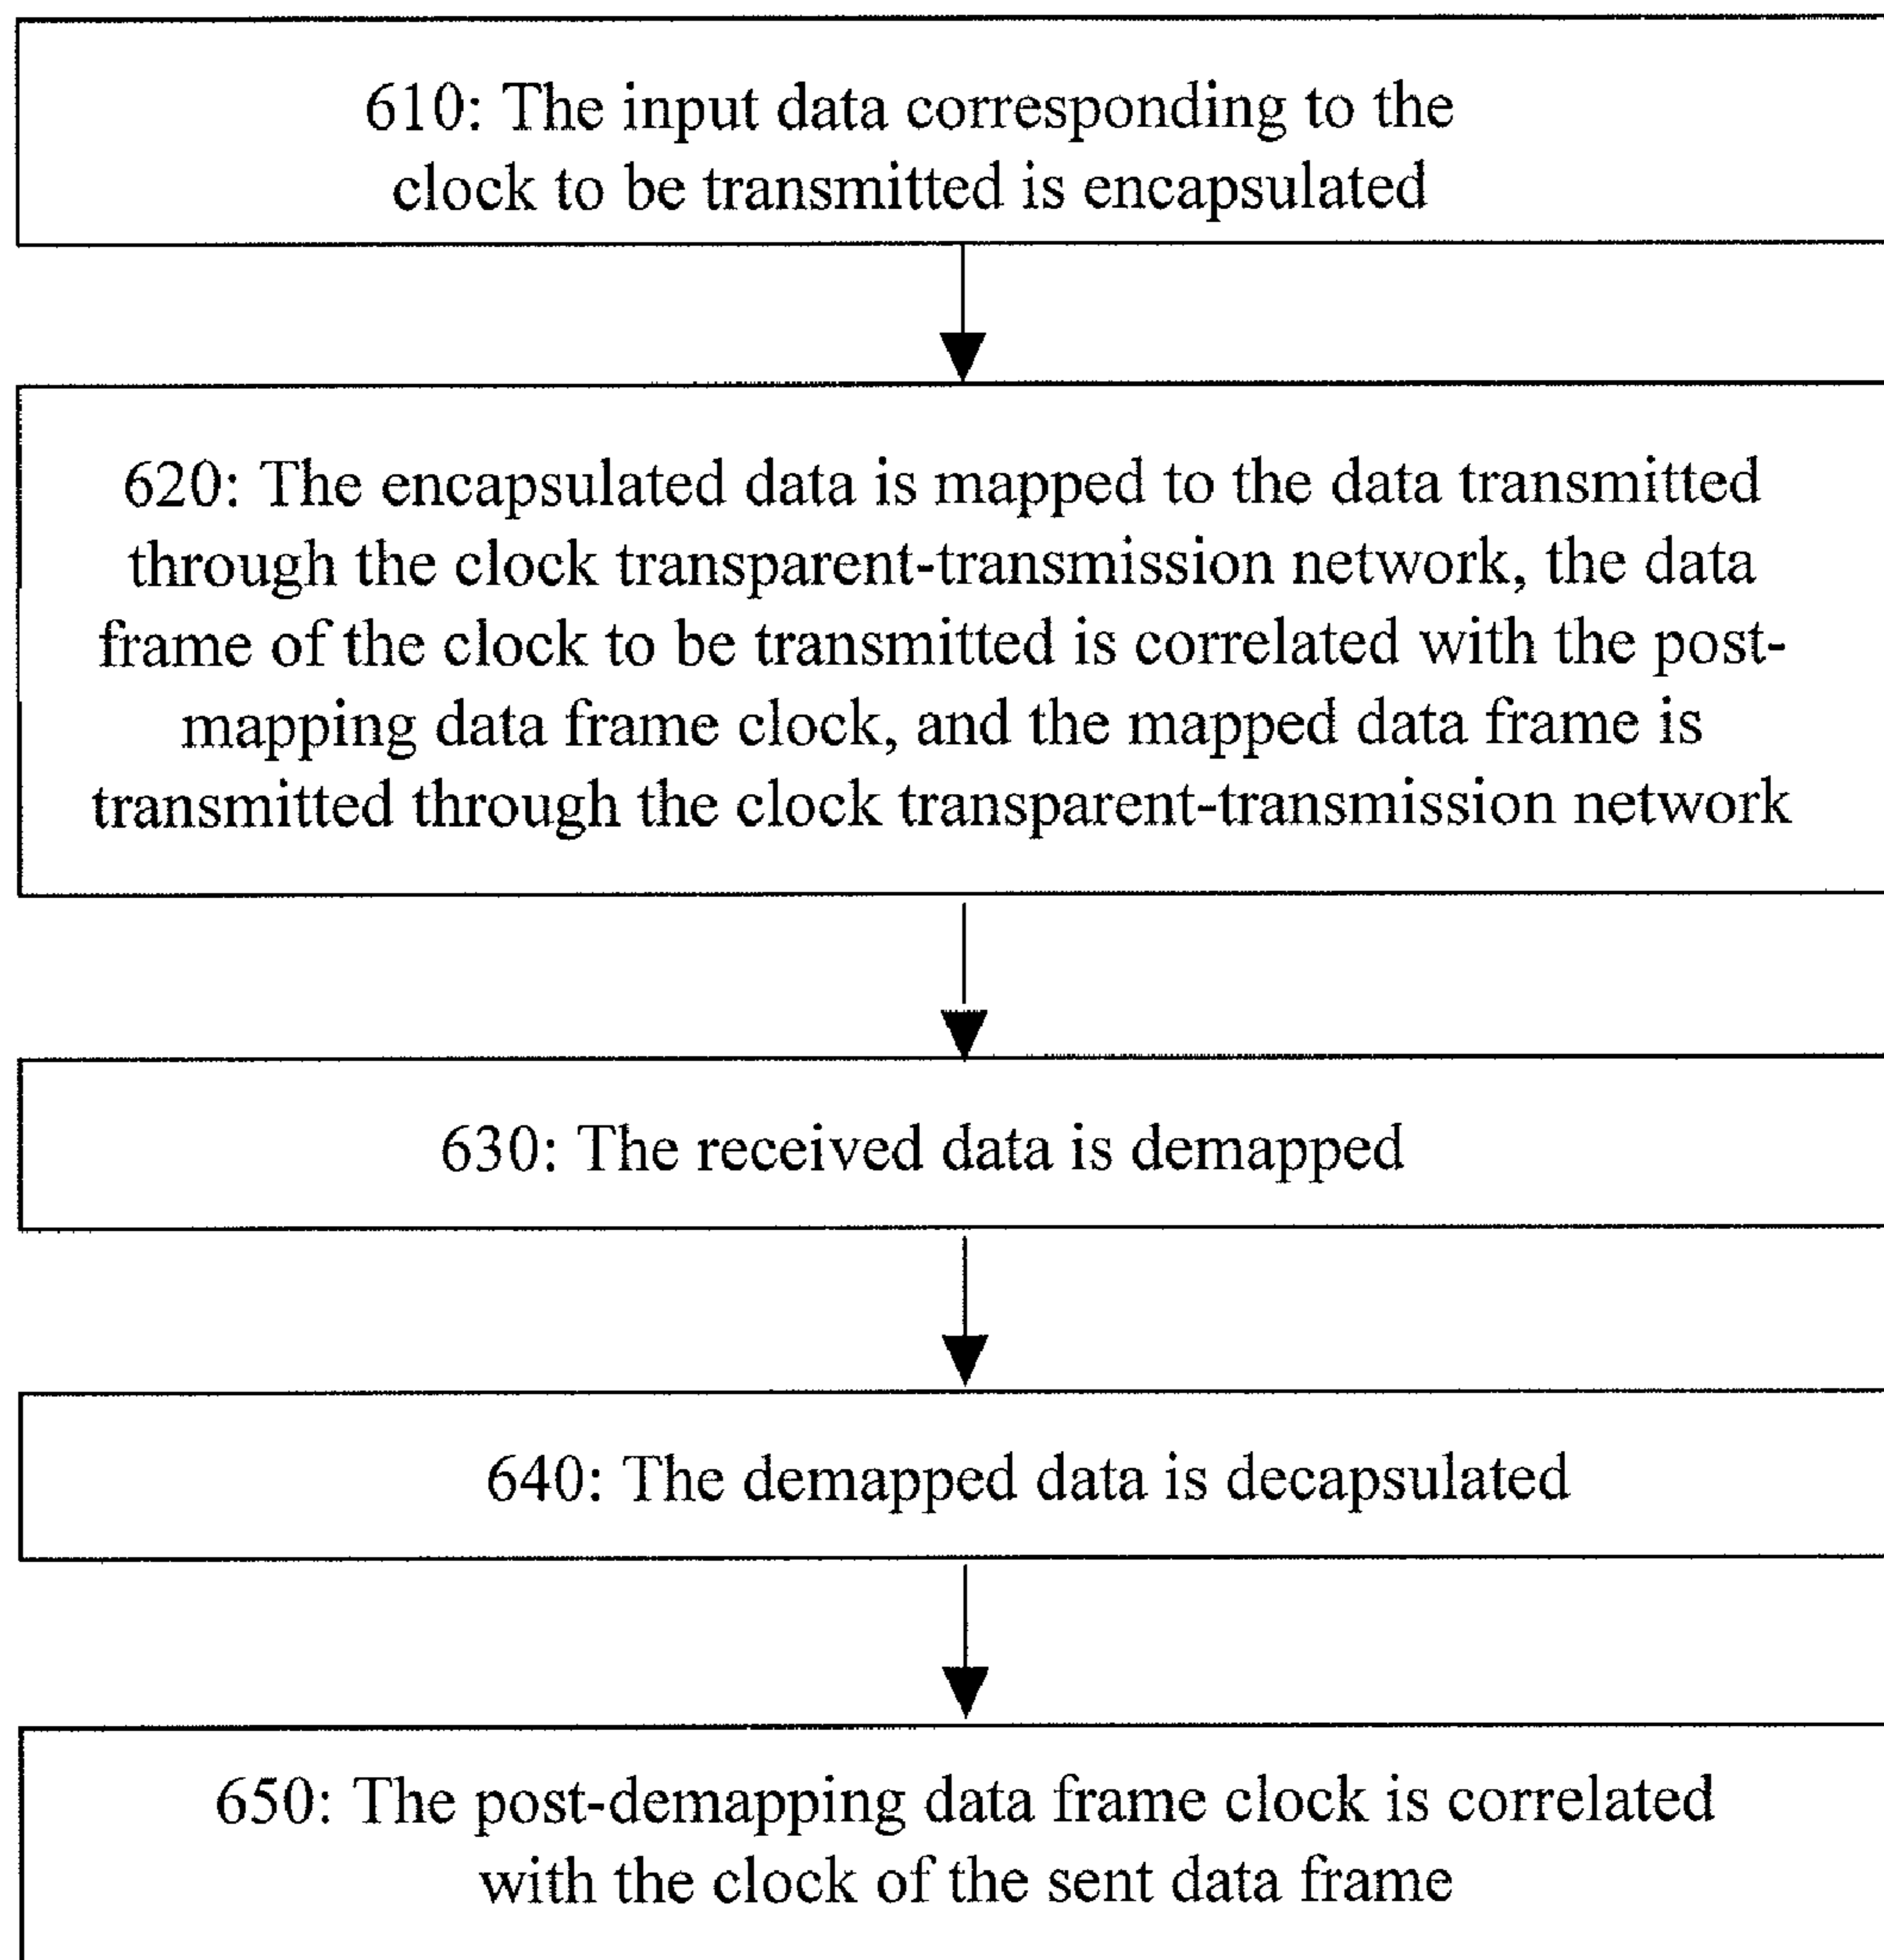 610: The input data corresponding to the
clock to be transmitted is encapsulated
620: The encapsulated data is mapped to the data transmitted
through the clock transparent-transmission network, the data
frame of the clock to be transmitted is correlated with the post-
mapping data frame clock, and the mapped data frame is
transmitted through the clock transparent-transmission network
630: The received data is demapped
640: The demapped data is decapsulated
650: The post-demapping data frame clock is correlated
with the clock of the sent data frame